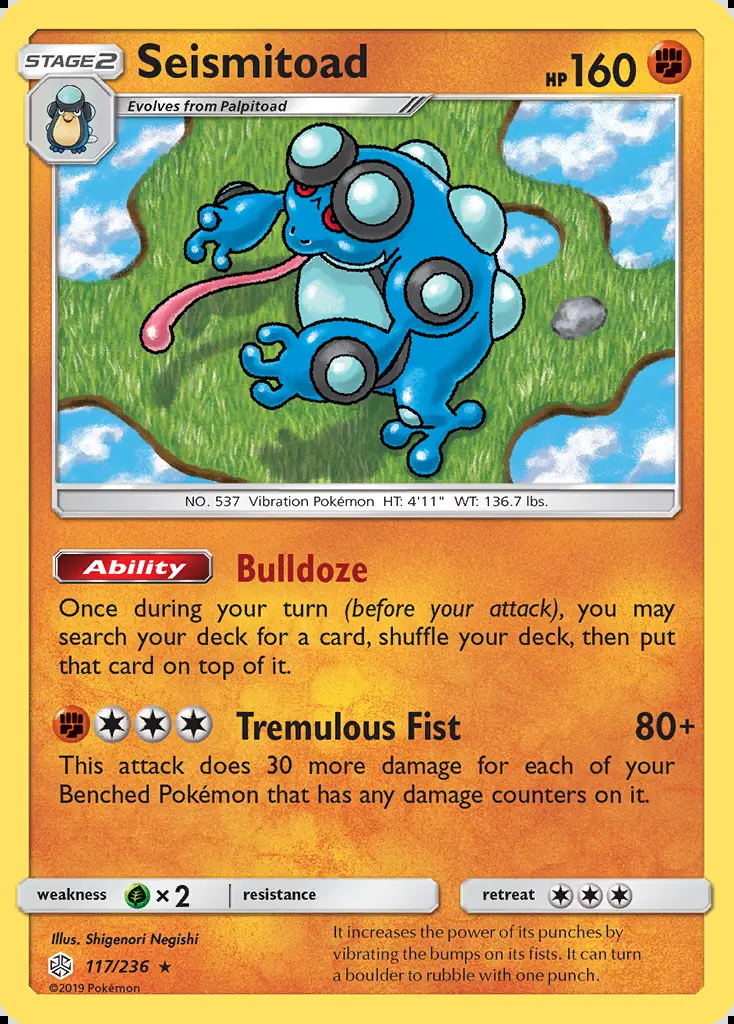 STAGE2
Seismitoad
HP160
Evolves from Palpitoad
NO. 537 Vibration Pokémon HT: 4'11" WT: 136.7 lbs.
Ability Bulldoze
Once during your turn (before your attack), you may
search your deck for a card, shuffle your deck, then put
that card on top of it.
Tremulous Fist 80+
This attack does 30 more damage for each of your
Benched Pokémon that has any damage counters on it.
weakness ×2 resistance retreat
Illus. Shigenori Negishi
117/236 ★
©2019 Pokémon
It increases the power of its punches by
vibrating the bumps on its fists. It can turn
a boulder to rubble with one punch.